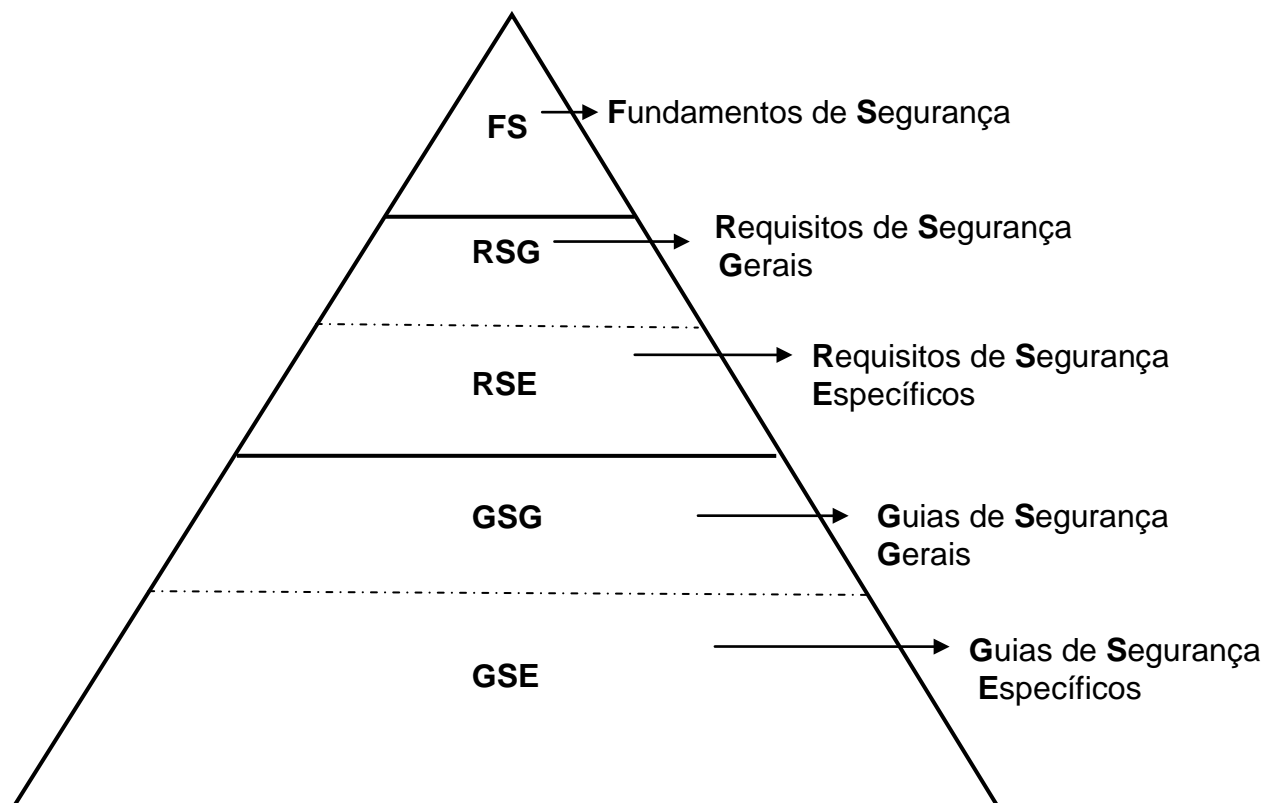 FS
Fundamentos de Segurança
RSG
Requisitos de Segurança
Gerais
RSE
Requisitos de Segurança
Específicos
GSG
Guias de Segurança
Gerais
GSE
Guias de Segurança
Específicos